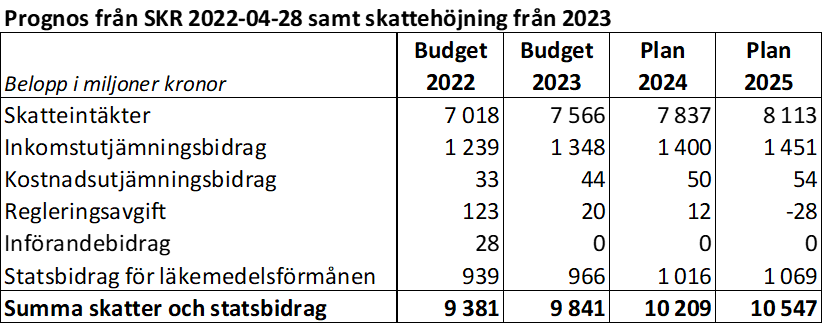 Prognos från SKR 2022-04-28 samt skattehöjning från 2023
Budget Budget Plan Plan
Belopp i miljoner kronor 2022 2023 2024 2025
Skatteintäkter 7 018 7 566 7 837 8 113
Inkomstutjämningsbidrag 1 239 1 348 1 400 1 451
Kostnadsutjämningsbidrag 33 44 50 54
Regleringsavgift 123 20 12 -28
Införandebidrag 28 0 0 0
Statsbidrag för läkemedelsförmånen 939 966 1 016 1 069
Summa skatter och statsbidrag 9 381 9 841 10 209 10 547